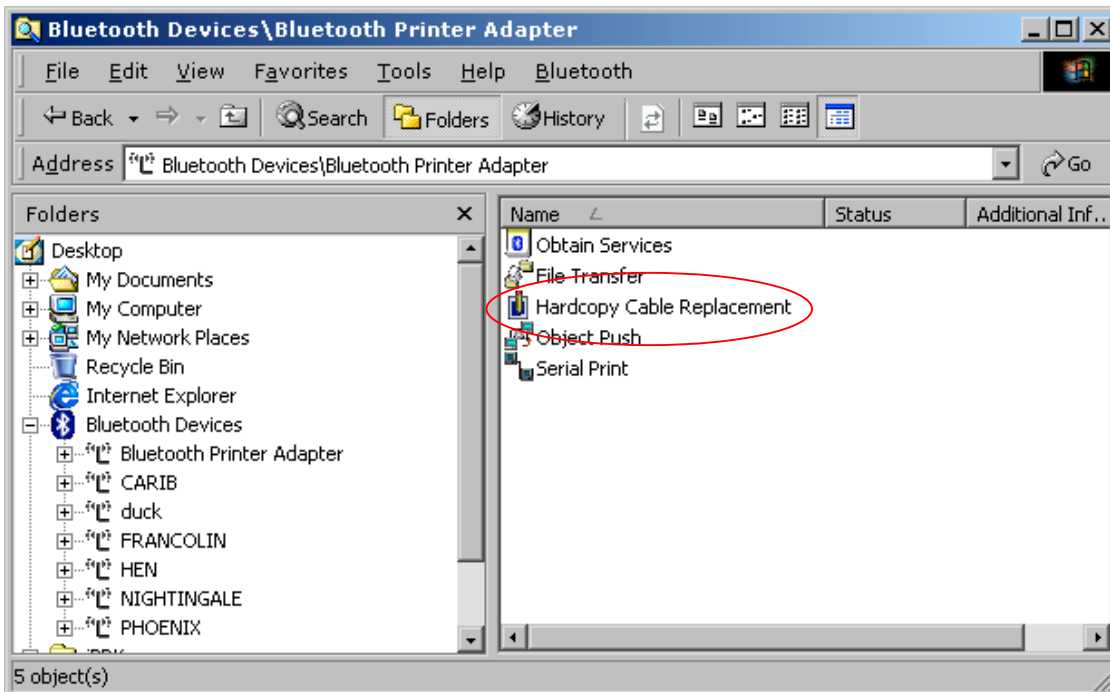 Bluetooth Devices\Bluetooth Printer Adapter
File Edit View Favorites Tools Help Bluetooth
Back Search Folders History
Address Bluetooth Devices\Bluetooth Printer Adapter Go
Folders
Desktop
My Documents
My Computer
My Network Places
Recycle Bin
Internet Explorer
Bluetooth Devices
Bluetooth Printer Adapter
CARIB
duck
FRANCOLIN
HEN
NIGHTINGALE
PHOENIX
Name Status Additional Inf..
Obtain Services
File Transfer
Hardcopy Cable Replacement
Object Push
Serial Print
5 object(s)